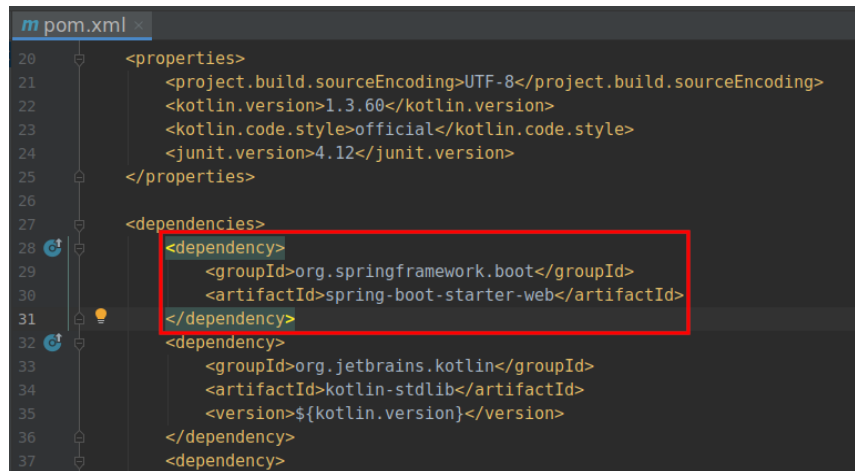 m pom.xml ×
20 <properties>
21 <project.build.sourceEncoding>UTF-8</project.build.sourceEncoding>
22 <kotlin.version>1.3.60</kotlin.version>
23 <kotlin.code.style>official</kotlin.code.style>
24 <junit.version>4.12</junit.version>
25 </properties>
26
27 <dependencies>
28 <dependency>
29 <groupId>org.springframework.boot</groupId>
30 <artifactId>spring-boot-starter-web</artifactId>
31 </dependency>
32 <dependency>
33 <groupId>org.jetbrains.kotlin</groupId>
34 <artifactId>kotlin-stdlib</artifactId>
35 <version>${kotlin.version}</version>
36 </dependency>
37 <dependency>